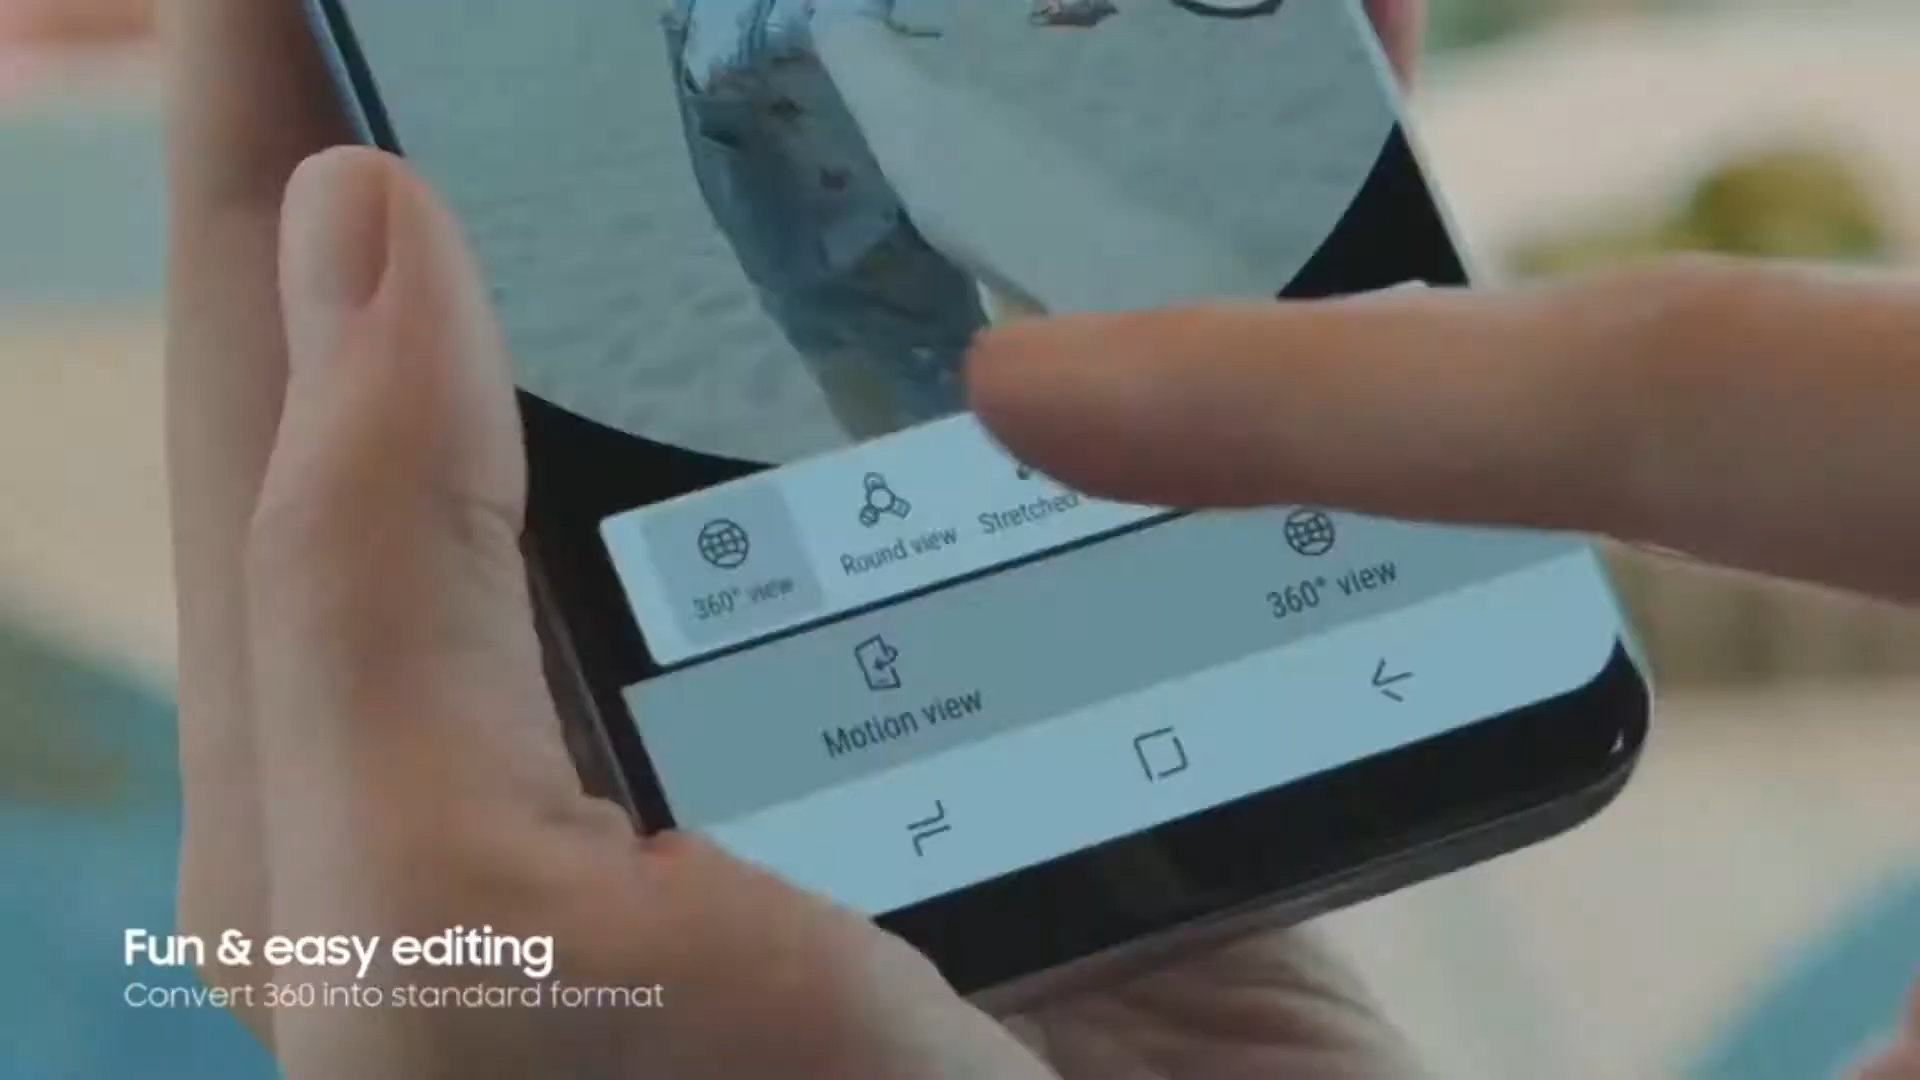 360° view
Round view
Stretched
Motion view
360° view
Fun & easy editing
Convert 360 into standard format